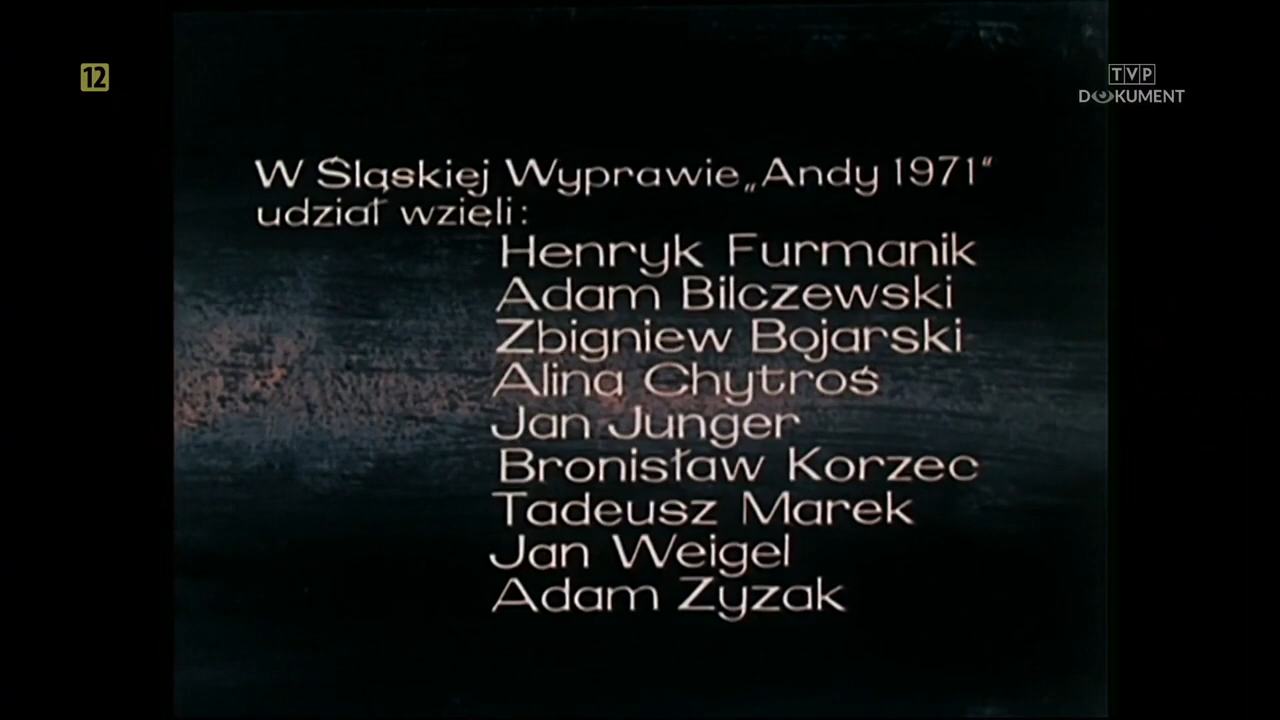 12
TVP
DOKUMENT
W Śląskiej Wyprawie „Andy 1971”
udział wzięli:
Henryk Furmanik
Adam Bilczewski
Zbigniew Bojarski
Alina Chytroś
Jan Junger
Bronisław Korzec
Tadeusz Marek
Jan Weigel
Adam Zyzak